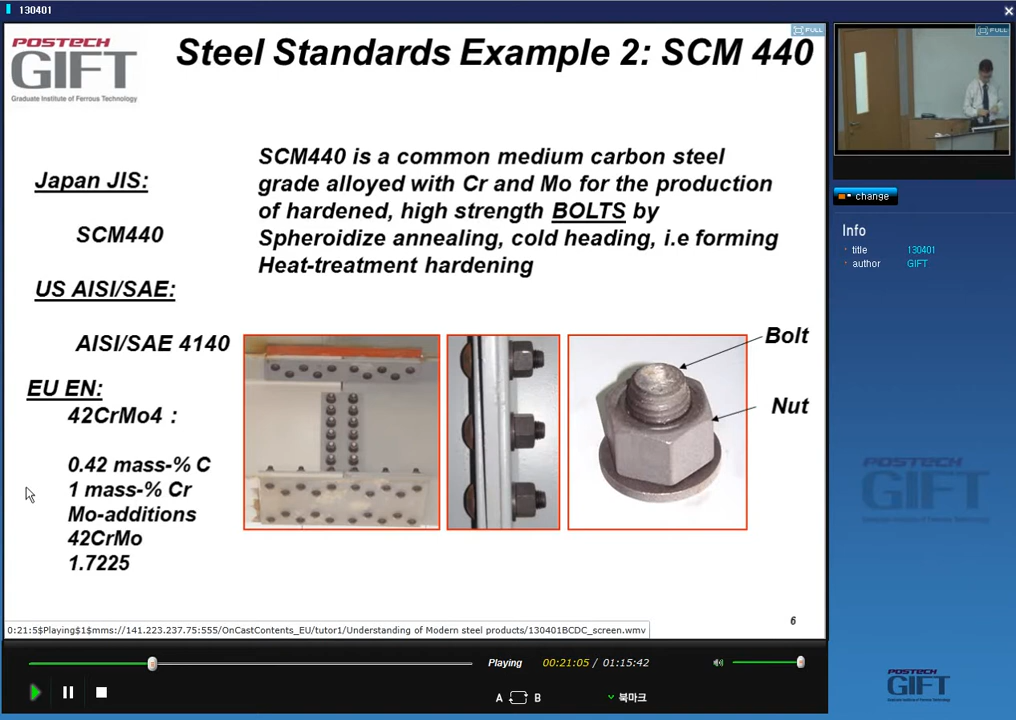 130401
FULL
POSTECH
GIFT
Graduate Institute of Ferrous Technology
Steel Standards Example 2: SCM 440
Japan JIS:
SCM440
US AISI/SAE:
AISI/SAE 4140
EU EN:
42CrMo4 :
0.42 mass-% C
1 mass-% Cr
Mo-additions
42CrMo
1.7225
SCM440 is a common medium carbon steel
grade alloyed with Cr and Mo for the production
of hardened, high strength BOLTS by
Spheroidize annealing, cold heading, i.e forming
Heat-treatment hardening
Bolt
Nut
6
0:21:5$Playing$1$mms://141.223.237.75:555/OnCastContents_EU/tutor1/Understanding of Modern steel products/130401BCDC_screen.wmv
FULL
change
Info
title 130401
author GIFT
POSTECH
GIFT
Playing 00:21:05 / 01:15:42
A B 북마크
POSTECH
GIFT